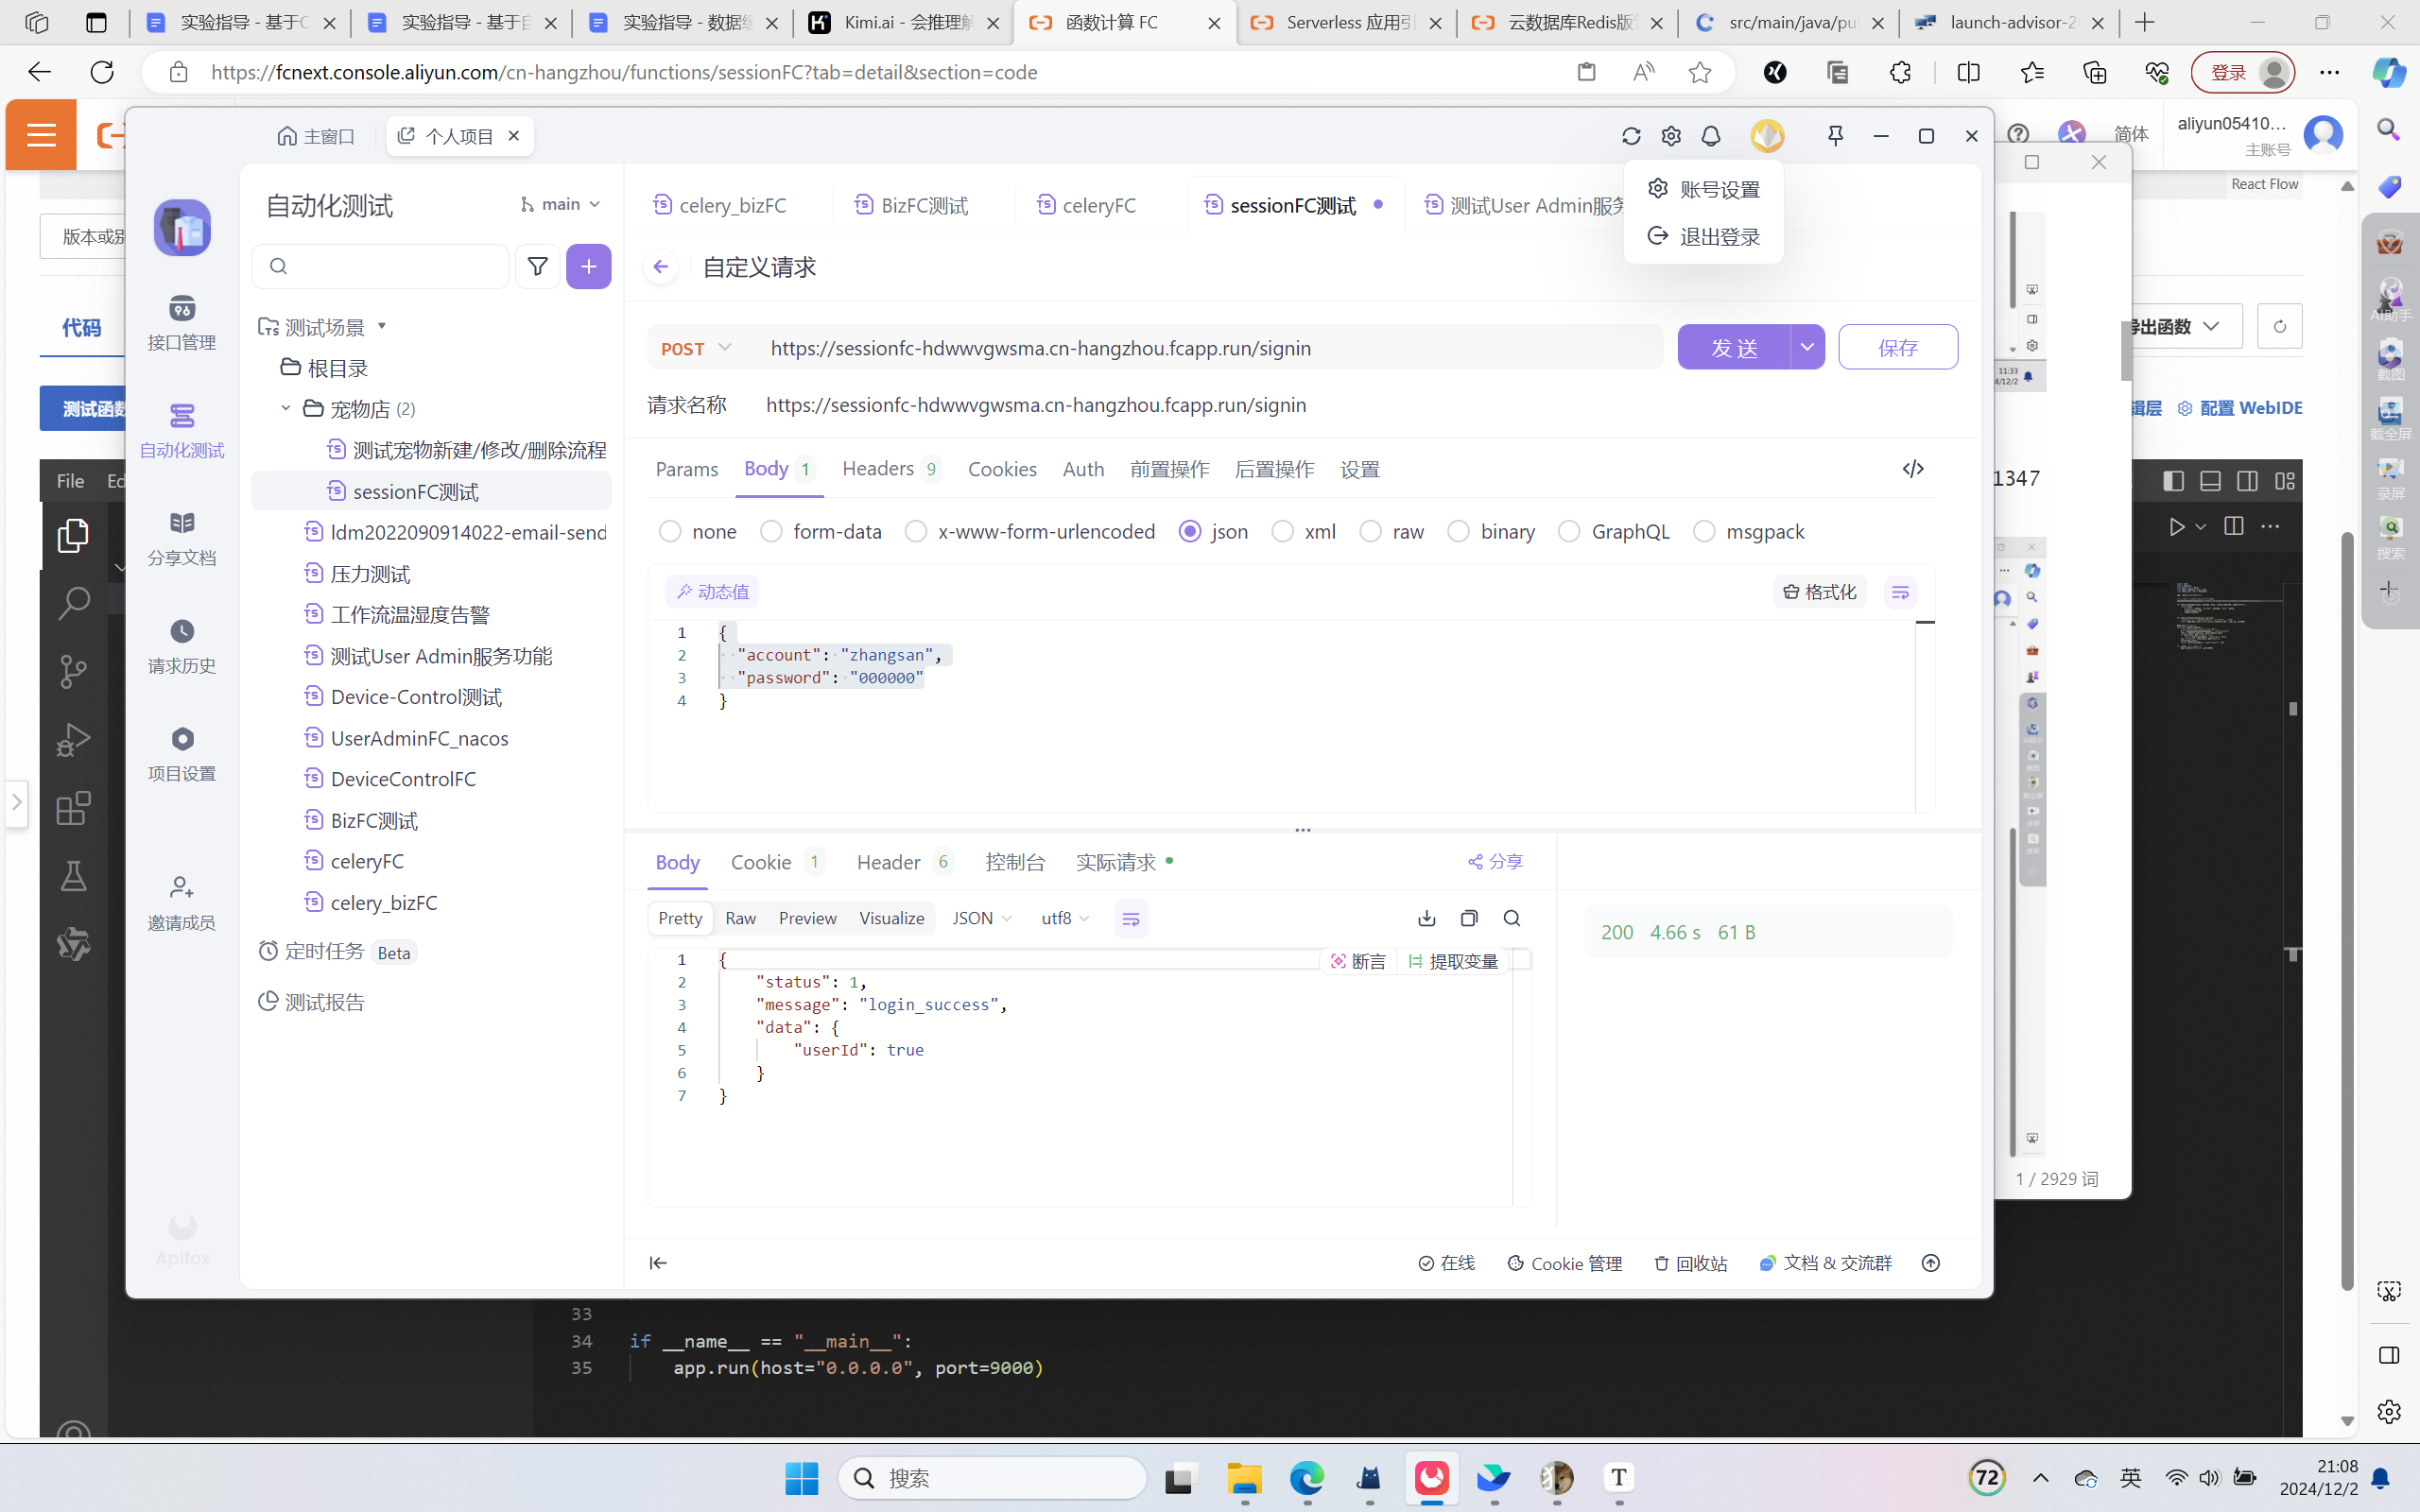 实验指导 - 基于C
实验指导 - 基于自
实验指导 - 数据缓
Kimi.ai - 会推理解
函数计算 FC
Serverless 应用引
云数据库Redis版
src/main/java/pu
launch-advisor-2
https://fcnext.console.aliyun.com/cn-hangzhou/functions/sessionFC?tab=detail&section=code
登录
主窗口
个人项目
简体
aliyun05410...
主账号
React Flow
账号设置
退出登录
自动化测试
main
celery_bizFC
BizFC测试
celeryFC
sessionFC测试
测试User Admin服务
版本或别
自定义请求
代码
测试函数
导出函数
辑层
配置 WebIDE
接口管理
自动化测试
分享文档
请求历史
项目设置
邀请成员
Apifox
测试场景
根目录
宠物店 (2)
测试宠物新建/修改/删除流程
sessionFC测试
ldm2022090914022-email-send
压力测试
工作流温湿度告警
测试User Admin服务功能
Device-Control测试
UserAdminFC_nacos
DeviceControlFC
BizFC测试
celeryFC
celery_bizFC
定时任务 Beta
测试报告
POST
https://sessionfc-hdwwvgwsma.cn-hangzhou.fcapp.run/signin
发 送
保存
请求名称
https://sessionfc-hdwwvgwsma.cn-hangzhou.fcapp.run/signin
Params
Body 1
Headers 9
Cookies
Auth
前置操作
后置操作
设置
none
form-data
x-www-form-urlencoded
json
xml
raw
binary
GraphQL
msgpack
动态值
格式化
1 {
2 "account": "zhangsan",
3 "password": "000000"
4 }
Body
Cookie 1
Header 6
控制台
实际请求
分享
Pretty
Raw
Preview
Visualize
JSON
utf8
断言
提取变量
200 4.66 s 61 B
1 {
2 "status": 1,
3 "message": "login_success",
4 "data": {
5 "userId": true
6 }
7 }
在线
Cookie 管理
回收站
文档 & 交流群
File
Ed
11:33
4/12/2
1347
1 / 2929 词
AI助手
截图
截全屏
录屏
搜索
33
34 if __name__ == "__main__":
35 app.run(host="0.0.0.0", port=9000)
搜索
72
英
21:08
2024/12/2